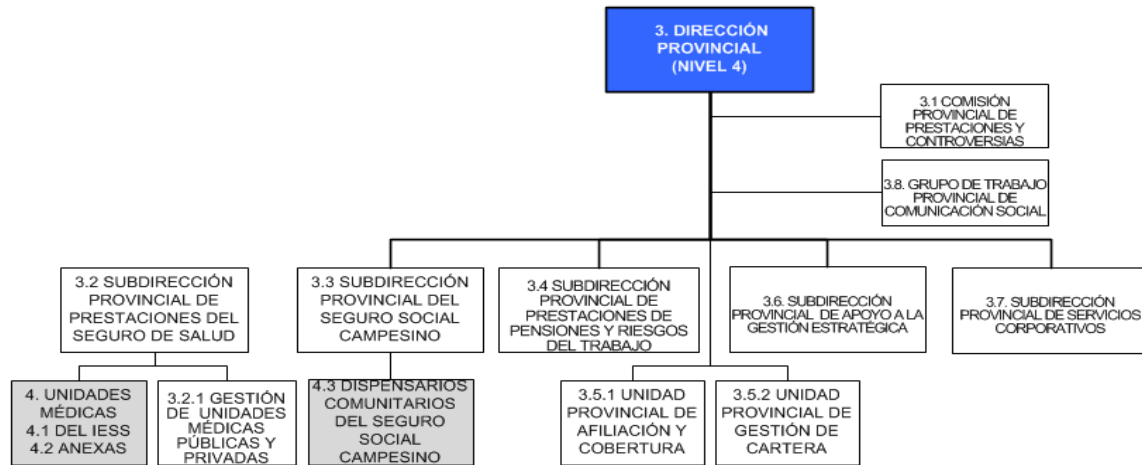 3. DIRECCIÓN
PROVINCIAL
(NIVEL 4)
3.1 COMISIÓN
PROVINCIAL DE
PRESTACIONES Y
CONTROVERSIAS
3.8. GRUPO DE TRABAJO
PROVINCIAL DE
COMUNICACIÓN SOCIAL
3.2 SUBDIRECCIÓN
PROVINCIAL DE
PRESTACIONES DEL
SEGURO DE SALUD
3.3 SUBDIRECCIÓN
PROVINCIAL DEL
SEGURO SOCIAL
CAMPESINO
3.4 SUBDIRECCIÓN
PROVINCIAL DE
PRESTACIONES DE
PENSIONES Y RIESGOS
DEL TRABAJO
3.6. SUBDIRECCIÓN
PROVINCIAL DE APOYO A LA
GESTIÓN ESTRATÉGICA
3.7. SUBDIRECCIÓN
PROVINCIAL DE SERVICIOS
CORPORATIVOS
4. UNIDADES
MÉDICAS
4.1 DEL IESS
4.2 ANEXAS
3.2.1 GESTIÓN
DE UNIDADES
MÉDICAS
PÚBLICAS Y
PRIVADAS
4.3 DISPENSARIOS
COMUNITARIOS
DEL SEGURO
SOCIAL
CAMPESINO
3.5.1 UNIDAD
PROVINCIAL DE
AFILIACIÓN Y
COBERTURA
3.5.2 UNIDAD
PROVINCIAL DE
GESTIÓN DE
CARTERA